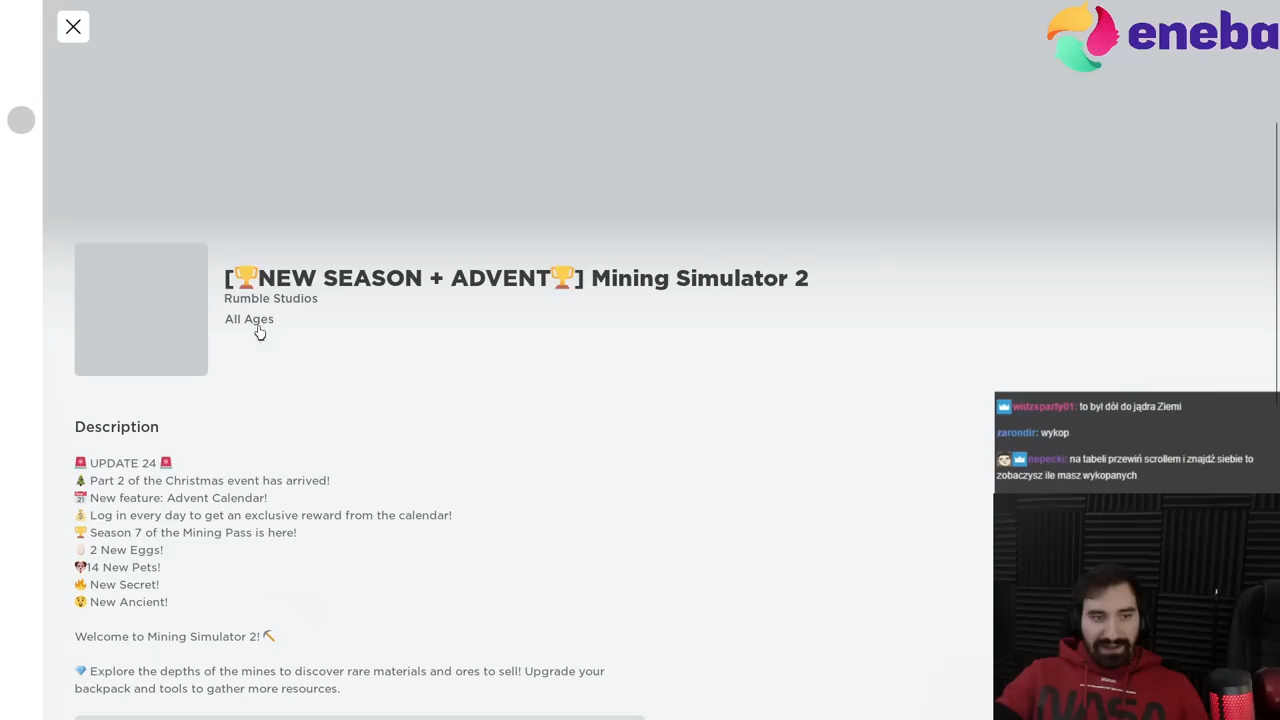 eneba
[🏆NEW SEASON + ADVENT🏆] Mining Simulator 2
Rumble Studios
All Ages
Description
🚨 UPDATE 24 🚨
🎄 Part 2 of the Christmas event has arrived!
📅 New feature: Advent Calendar!
💰 Log in every day to get an exclusive reward from the calendar!
🏆 Season 7 of the Mining Pass is here!
🥚 2 New Eggs!
🐶14 New Pets!
🔥 New Secret!
😲 New Ancient!
Welcome to Mining Simulator 2! ⛏️
💎 Explore the depths of the mines to discover rare materials and ores to sell! Upgrade your
backpack and tools to gather more resources.
widzsparty01: to był dół do jądra Ziemi
zarondir: wykop
nepecki: na tabeli przewiń scrollem i znajdź siebie to
zobaczysz ile masz wykopanych